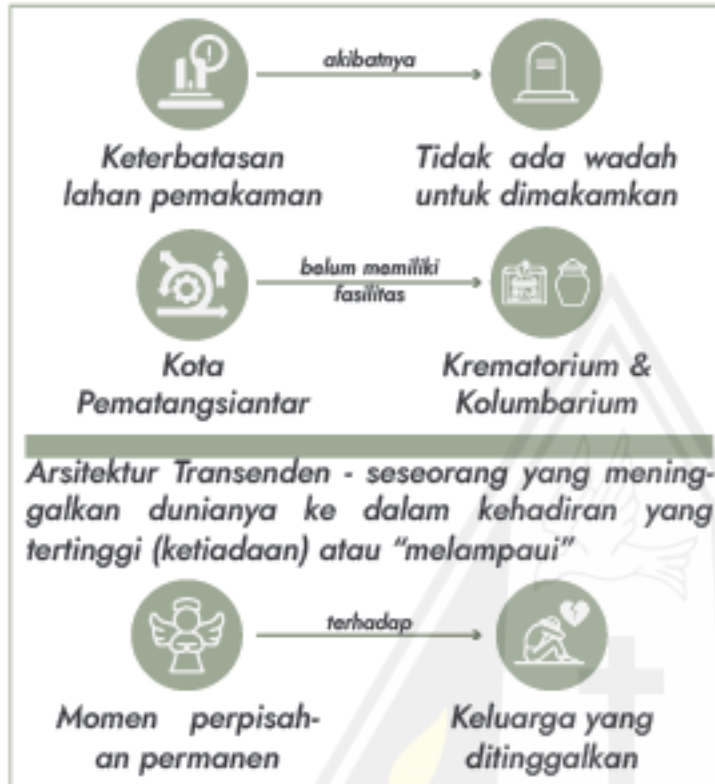 akibatnya
Keterbatasan
lahan pemakaman
Tidak ada wadah
untuk dimakamkan
belum memiliki
fasilitas
Kota
Pematangsiantar
Krematorium &
Kolumbarium
Arsitektur Transenden - seseorang yang mening-
galkan dunianya ke dalam kehadiran yang
tertinggi (ketiadaan) atau “melampaui”
terhadap
Momen perpisah-
an permanen
Keluarga yang
ditinggalkan